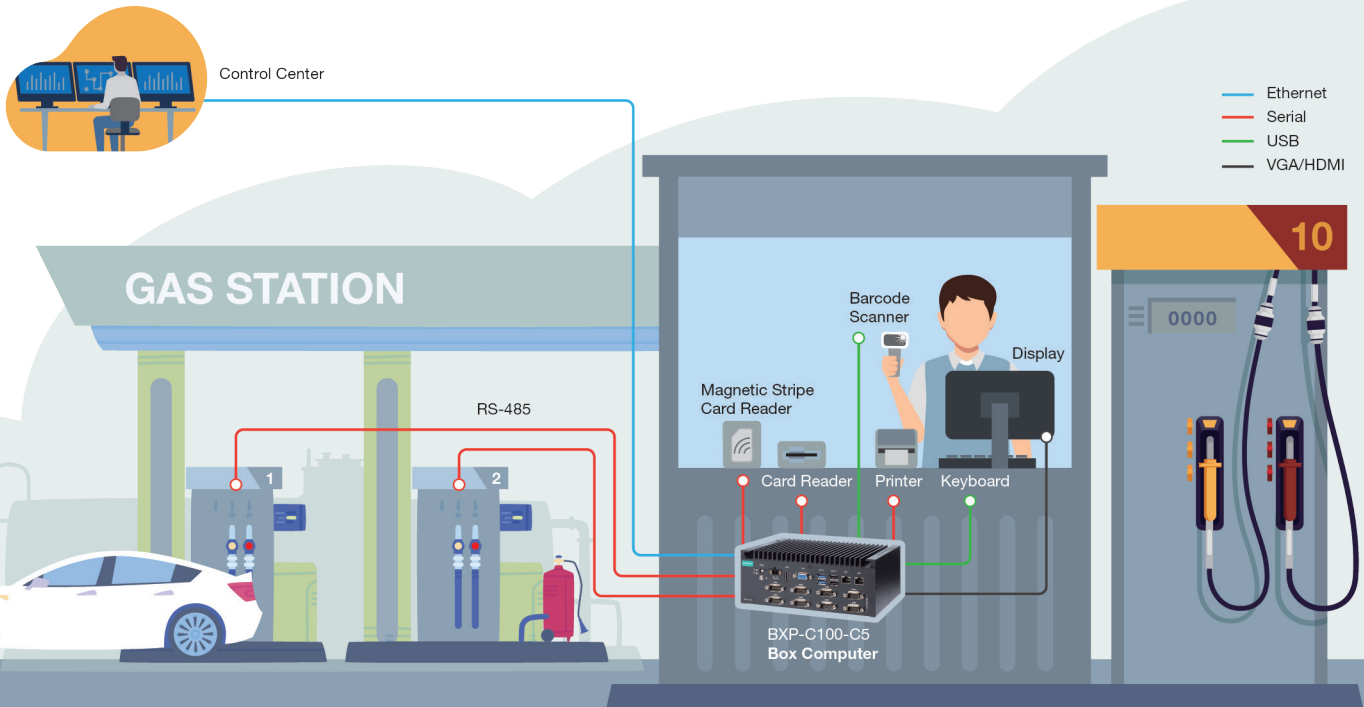 Control Center
Ethernet
Serial
USB
VGA/HDMI
10
0000
GAS STATION
Barcode
Scanner
Display
Magnetic Stripe
Card Reader
RS-485
1
2
Card Reader
Printer
Keyboard
BXP-C100-C5
Box Computer